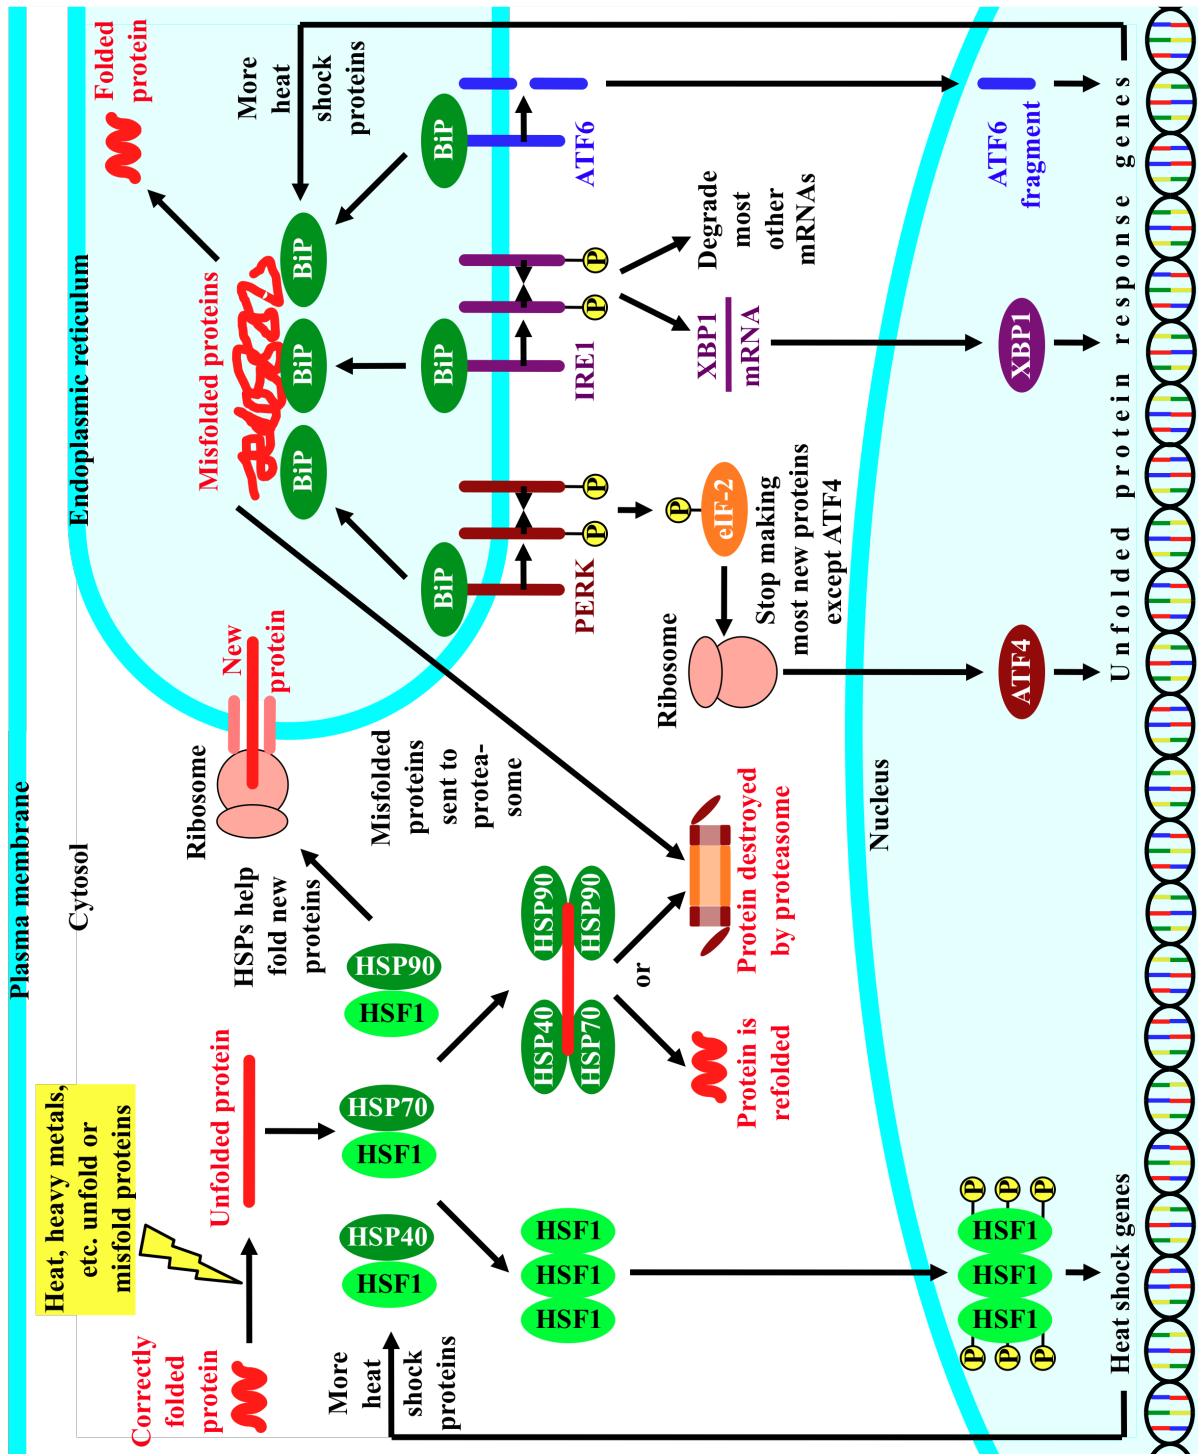 Plasma membrane
Cytosol
Endoplasmic reticulum
Heat, heavy metals,
etc. unfold or
misfold proteins
Correctly
folded
protein
Unfolded protein
More
heat
shock
proteins
HSP40
HSF1
HSP70
HSF1
HSP90
HSF1
HSPs help
fold new
proteins
Ribosome
New
protein
HSF1
HSF1
HSF1
HSP40
HSP70
HSP90
HSP90
or
Protein is
refolded
Protein destroyed
by proteasome
Misfolded
proteins
sent to
protea-
some
Misfolded proteins
Folded
protein
More
heat
shock
proteins
BiP
BiP
BiP
BiP
PERK
P
P
BiP
IRE1
P
P
BiP
ATF6
P
eIF-2
Ribosome
Stop making
most new proteins
except ATF4
XBP1
mRNA
Degrade
most
other
mRNAs
Nucleus
P
P
P
HSF1
HSF1
HSF1
P
P
P
ATF4
XBP1
ATF6
fragment
Heat shock genes
Unfolded protein response genes